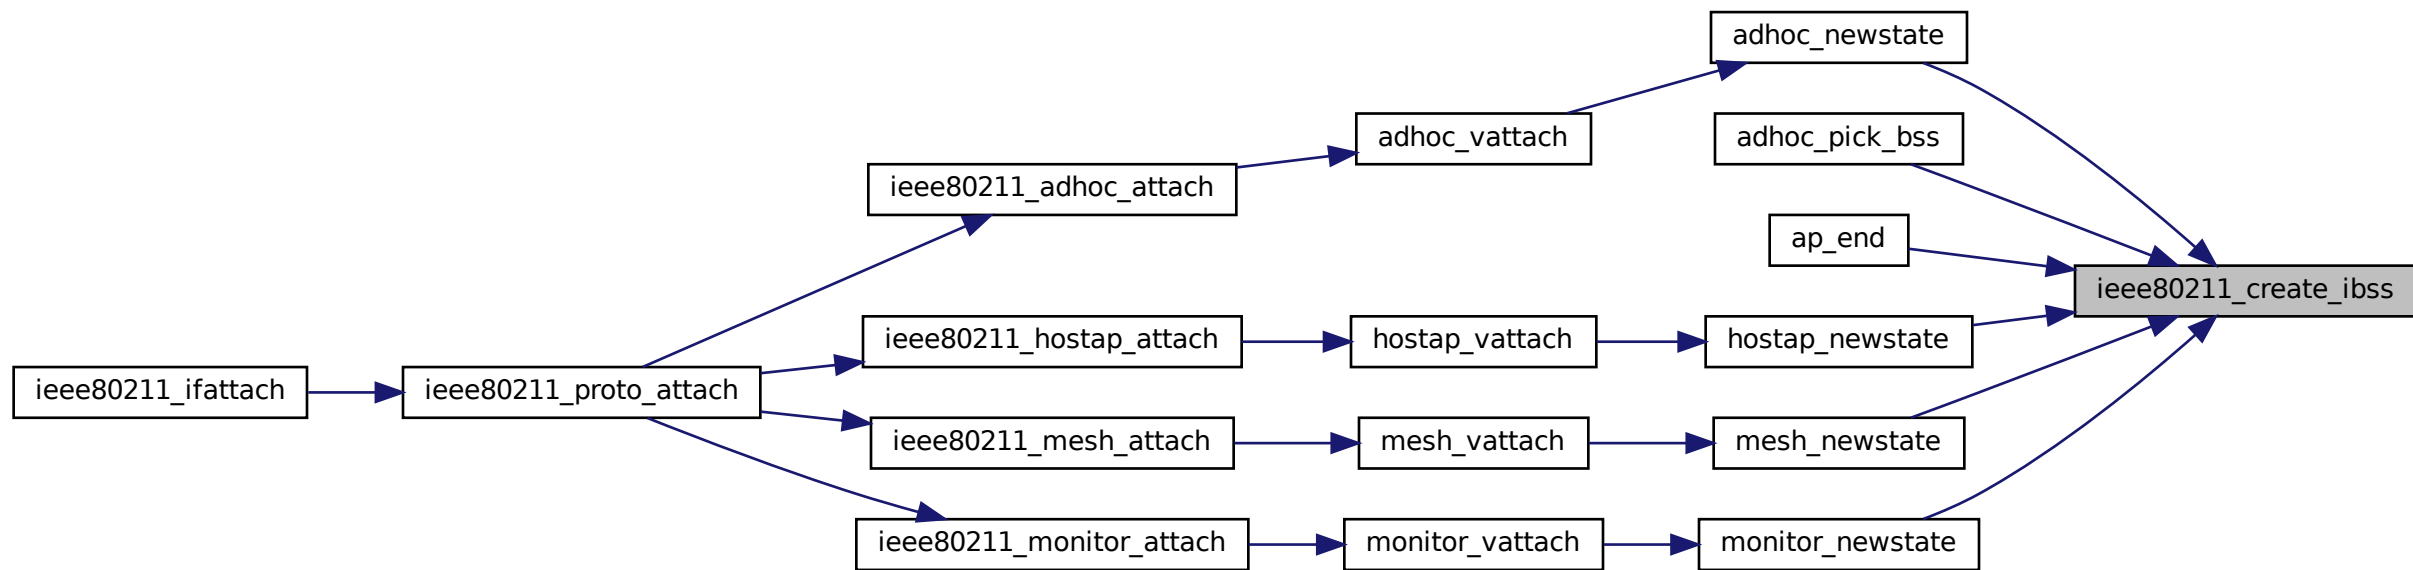 adhoc_newstate
adhoc_vattach
adhoc_pick_bss
ieee80211_adhoc_attach
ap_end
ieee80211_create_ibss
ieee80211_hostap_attach
hostap_vattach
hostap_newstate
ieee80211_ifattach
ieee80211_proto_attach
ieee80211_mesh_attach
mesh_vattach
mesh_newstate
ieee80211_monitor_attach
monitor_vattach
monitor_newstate